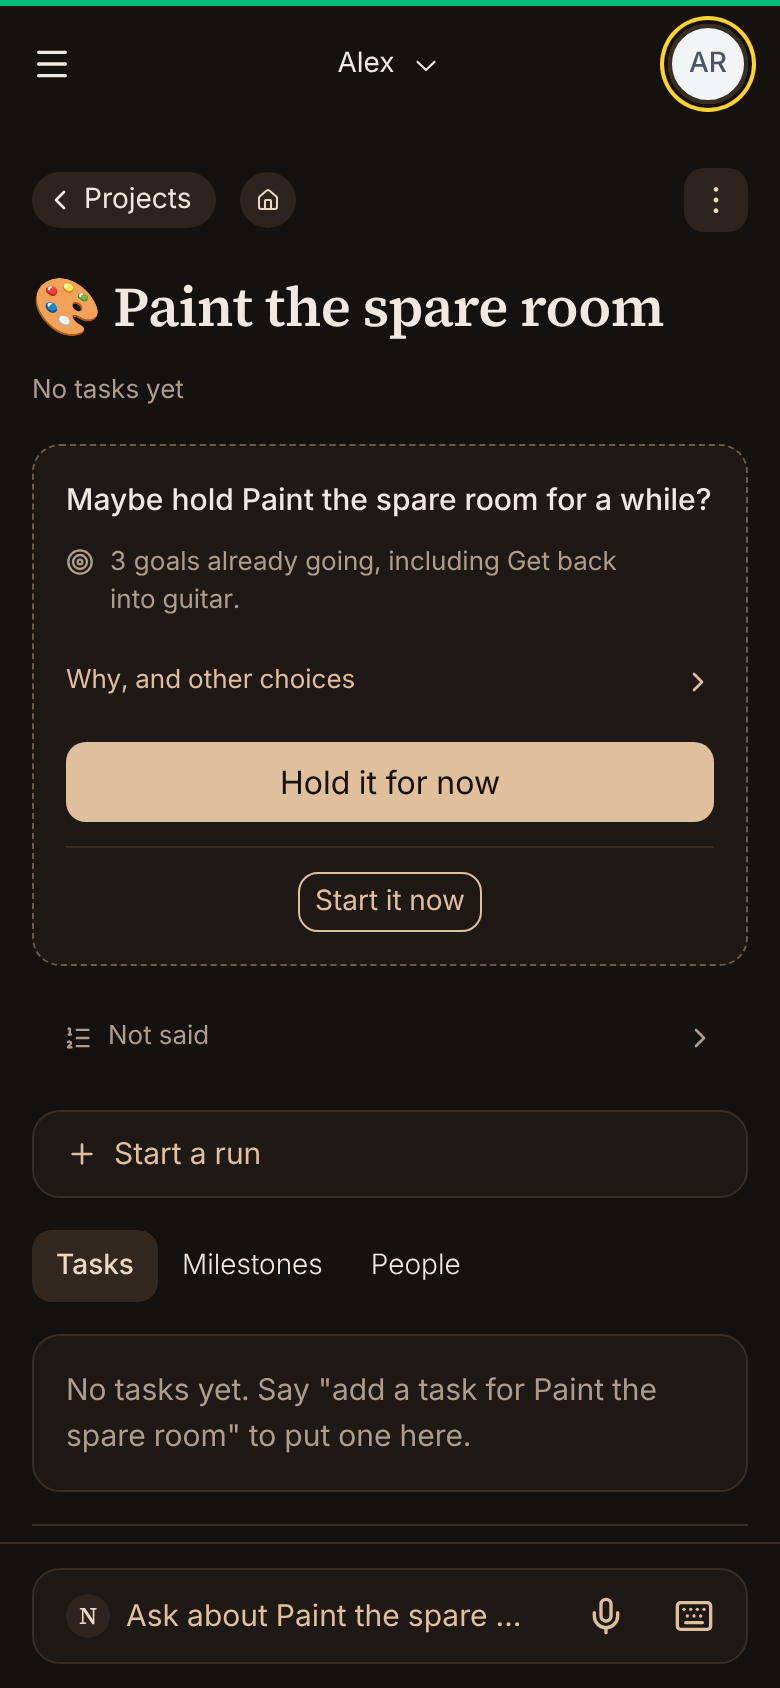 Alex
AR
Projects
🎨 Paint the spare room
No tasks yet
Maybe hold Paint the spare room for a while?
3 goals already going, including Get back
into guitar.
Why, and other choices
Hold it for now
Start it now
Not said
Start a run
Tasks Milestones People
No tasks yet. Say "add a task for Paint the
spare room" to put one here.
N Ask about Paint the spare ...